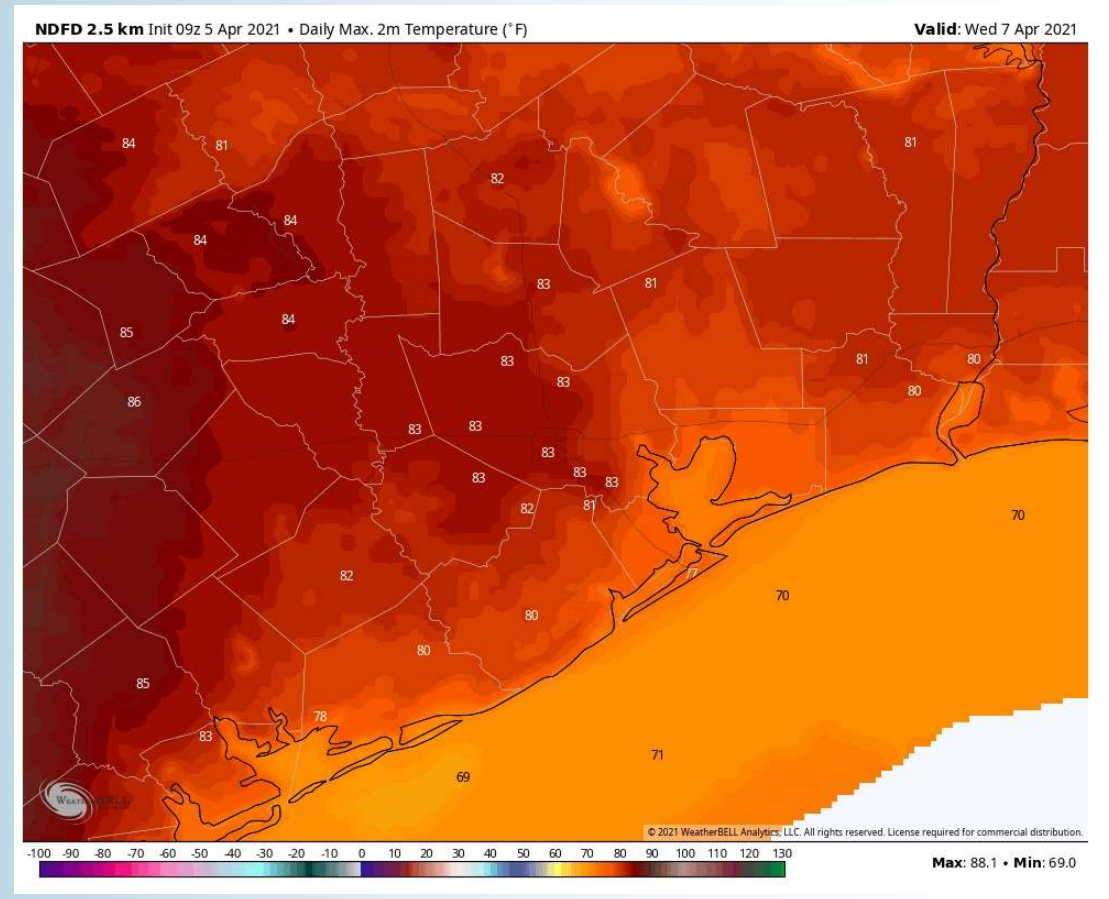 NDFD 2.5 km Init 09z 5 Apr 2021 • Daily Max. 2m Temperature (°F) Valid: Wed 7 Apr 2021
84 81 81
82
84 84
83 81
84
85
83 81 80
83 80
86
83 83
83
83 83 83
82 81
70
82 77
70
80
80
85
78
83
71
69
© 2021 WeatherBELL Analytics, LLC. All rights reserved. License required for commercial distribution.
-100 -90 -80 -70 -60 -50 -40 -30 -20 -10 0 10 20 30 40 50 60 70 80 90 100 110 120 130
Max: 88.1 • Min: 69.0